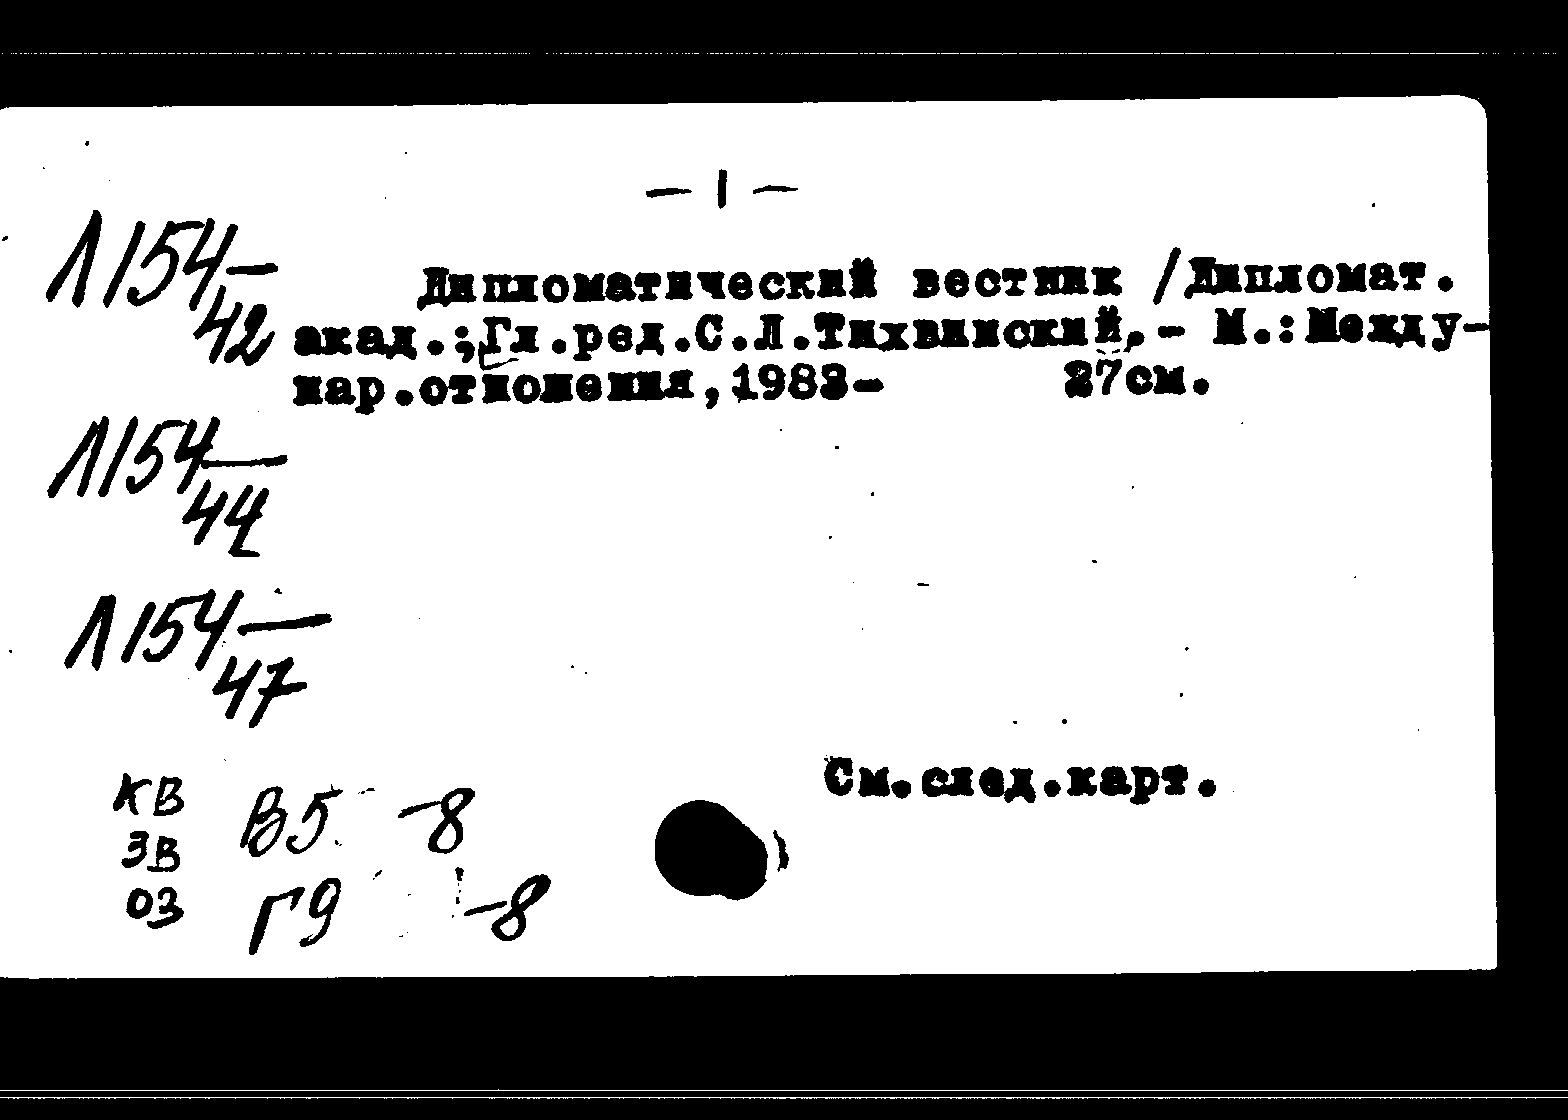 — 1 —
Л154-42
Дипломатический вестник / Дипломат.
акад.; Гл.ред.С.Л.Тихвинский.- М.: Между-
нар.отношения, 1983- 27см.
Л154-44
Л154-47
См.след.карт.
КВ В5 -8
ЗВ
ОЗ Г9 -8